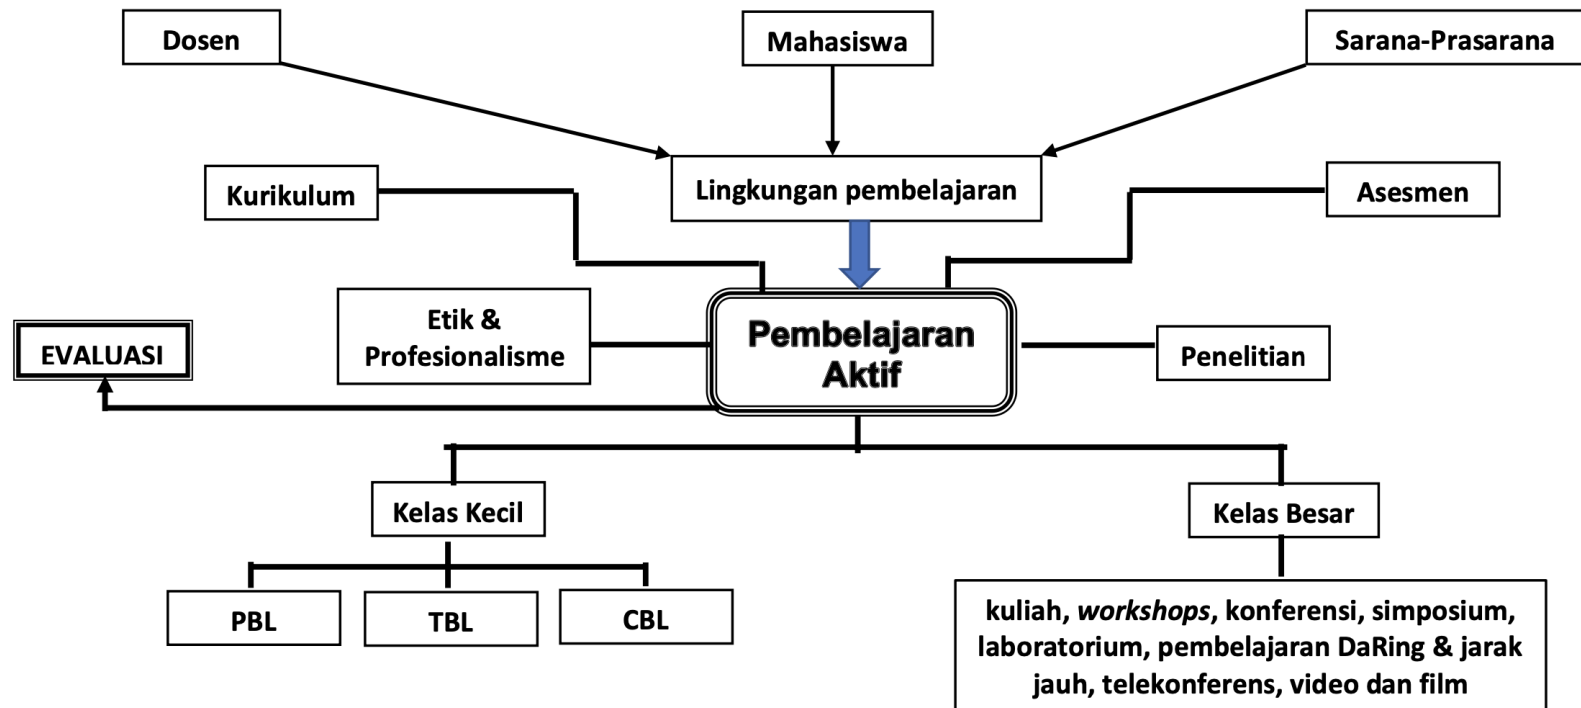 Dosen
Mahasiswa
Sarana-Prasarana
Lingkungan pembelajaran
Kurikulum
Asesmen
Etik &
Profesionalisme
Pembelajaran
Aktif
EVALUASI
Penelitian
Kelas Kecil
Kelas Besar
PBL
TBL
CBL
kuliah, workshops, konferensi, simposium,
laboratorium, pembelajaran DaRing & jarak
jauh, telekonferens, video dan film